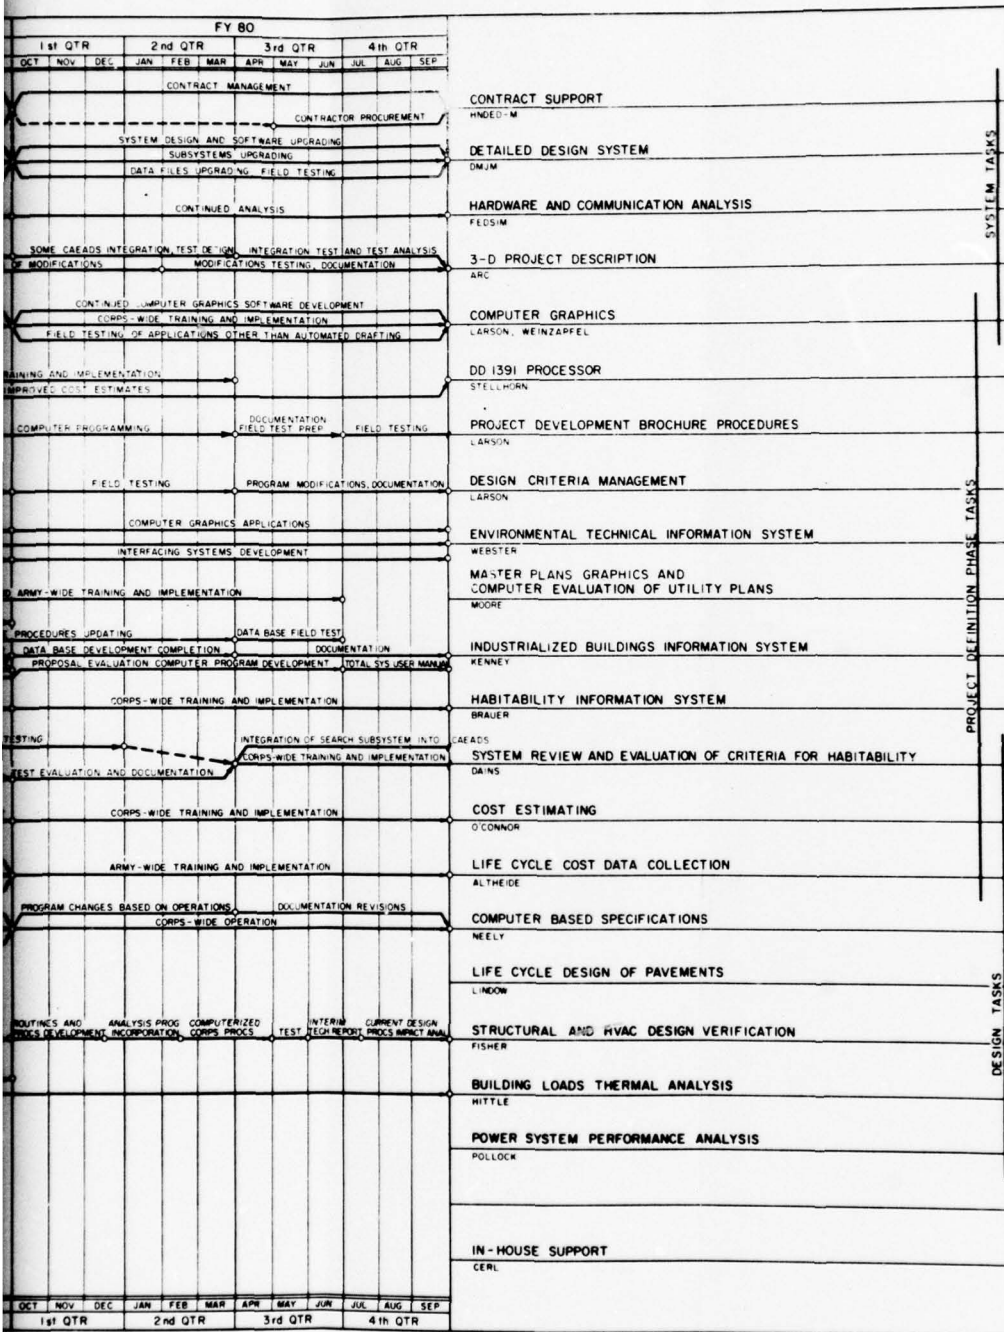 FY 80
1st QTR 2nd QTR 3rd QTR 4th QTR
OCT NOV DEC JAN FEB MAR APR MAY JUN JUL AUG SEP
CONTRACT MANAGEMENT
CONTRACT SUPPORT
HNDED-M
CONTRACTOR PROCUREMENT
SYSTEM DESIGN AND SOFTWARE UPGRADING
SUBSYSTEMS UPGRADING
DETAILED DESIGN SYSTEM
DMJM
DATA FILES UPGRADING, FIELD TESTING
CONTINUED ANALYSIS
HARDWARE AND COMMUNICATION ANALYSIS
FEDSIM
SYSTEM TASKS
SOME CAEADS INTEGRATION, TEST DESIGN INTEGRATION TEST AND TEST ANALYSIS
OF MODIFICATIONS MODIFICATIONS TESTING, DOCUMENTATION
3-D PROJECT DESCRIPTION
ARC
CONTINUED COMPUTER GRAPHICS SOFTWARE DEVELOPMENT
CORPS-WIDE TRAINING AND IMPLEMENTATION
COMPUTER GRAPHICS
LARSON, WEINZAPFEL
FIELD TESTING OF APPLICATIONS OTHER THAN AUTOMATED DRAFTING
AINING AND IMPLEMENTATION
DD 1391 PROCESSOR
STELLHORN
IMPROVED COST ESTIMATES
COMPUTER PROGRAMMING
DOCUMENTATION
FIELD TEST PREP FIELD TESTING
PROJECT DEVELOPMENT BROCHURE PROCEDURES
LARSON
FIELD TESTING PROGRAM MODIFICATIONS, DOCUMENTATION
DESIGN CRITERIA MANAGEMENT
LARSON
COMPUTER GRAPHICS APPLICATIONS
ENVIRONMENTAL TECHNICAL INFORMATION SYSTEM
WEBSTER
INTERFACING SYSTEMS DEVELOPMENT
PROJECT DEFINITION PHASE TASKS
MASTER PLANS GRAPHICS AND
COMPUTER EVALUATION OF UTILITY PLANS
MOORE
ARMY-WIDE TRAINING AND IMPLEMENTATION
PROCEDURES UPDATING DATA BASE FIELD TEST
DATA BASE DEVELOPMENT COMPLETION DOCUMENTATION
INDUSTRIALIZED BUILDINGS INFORMATION SYSTEM
KENNEY
PROPOSAL EVALUATION COMPUTER PROGRAM DEVELOPMENT TOTAL SYS USER MANUAL
CORPS-WIDE TRAINING AND IMPLEMENTATION
HABITABILITY INFORMATION SYSTEM
BRAUER
TESTING INTEGRATION OF SEARCH SUBSYSTEM INTO CAEADS
CORPS-WIDE TRAINING AND IMPLEMENTATION
SYSTEM REVIEW AND EVALUATION OF CRITERIA FOR HABITABILITY
DAINS
TEST EVALUATION AND DOCUMENTATION
CORPS-WIDE TRAINING AND IMPLEMENTATION
COST ESTIMATING
O'CONNOR
ARMY-WIDE TRAINING AND IMPLEMENTATION
LIFE CYCLE COST DATA COLLECTION
ALTHEIDE
PROGRAM CHANGES BASED ON OPERATIONS DOCUMENTATION REVISIONS
CORPS-WIDE OPERATION
COMPUTER BASED SPECIFICATIONS
NEELY
LIFE CYCLE DESIGN OF PAVEMENTS
LINDOW
DESIGN TASKS
ROUTINES AND ANALYSIS PROG COMPUTERIZED INTERIM CURRENT DESIGN
PROCS DEVELOPMENT INCORPORATION CORPS PROCS TEST TECH REPORT PROCS IMPACT ANAL
STRUCTURAL AND HVAC DESIGN VERIFICATION
FISHER
BUILDING LOADS THERMAL ANALYSIS
HITTLE
POWER SYSTEM PERFORMANCE ANALYSIS
POLLOCK
IN-HOUSE SUPPORT
CERL
OCT NOV DEC JAN FEB MAR APR MAY JUN JUL AUG SEP
1st QTR 2nd QTR 3rd QTR 4th QTR